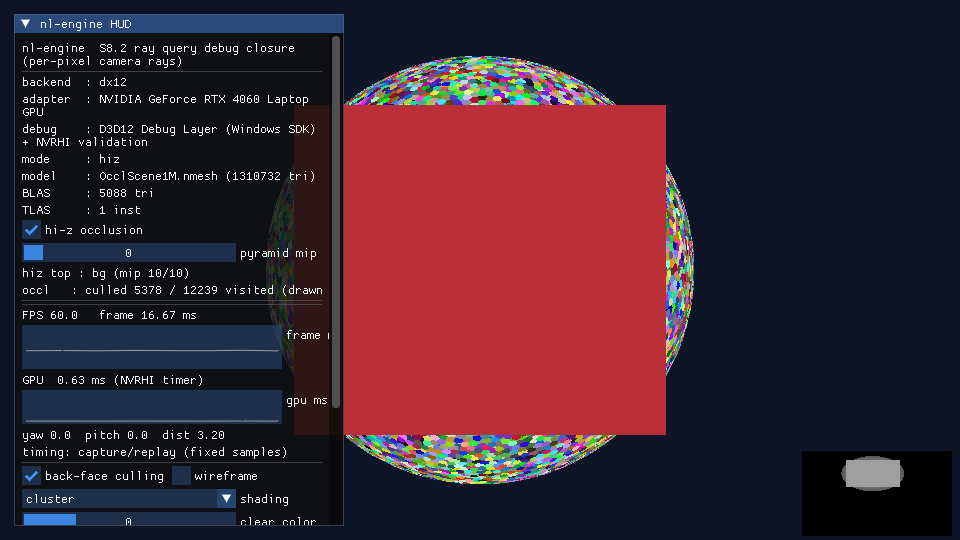 nl-engine HUD
nl-engine  S8.2 ray query debug closure
(per-pixel camera rays)
backend  : dx12
adapter  : NVIDIA GeForce RTX 4060 Laptop
GPU
debug    : D3D12 Debug Layer (Windows SDK)
+ NVRHI validation
mode     : hiz
model    : OcclScene1M.nmesh (1310732 tri)
BLAS     : 5088 tri
TLAS     : 1 inst
hi-z occlusion
0 pyramid mip
hiz top : bg (mip 10/10)
occl   : culled 5378 / 12239 visited (drawn
FPS 60.0   frame 16.67 ms
frame
GPU  0.63 ms (NVRHI timer)
gpu ms
yaw 0.0  pitch 0.0  dist 3.20
timing: capture/replay (fixed samples)
back-face culling wireframe
cluster shading
0 clear color